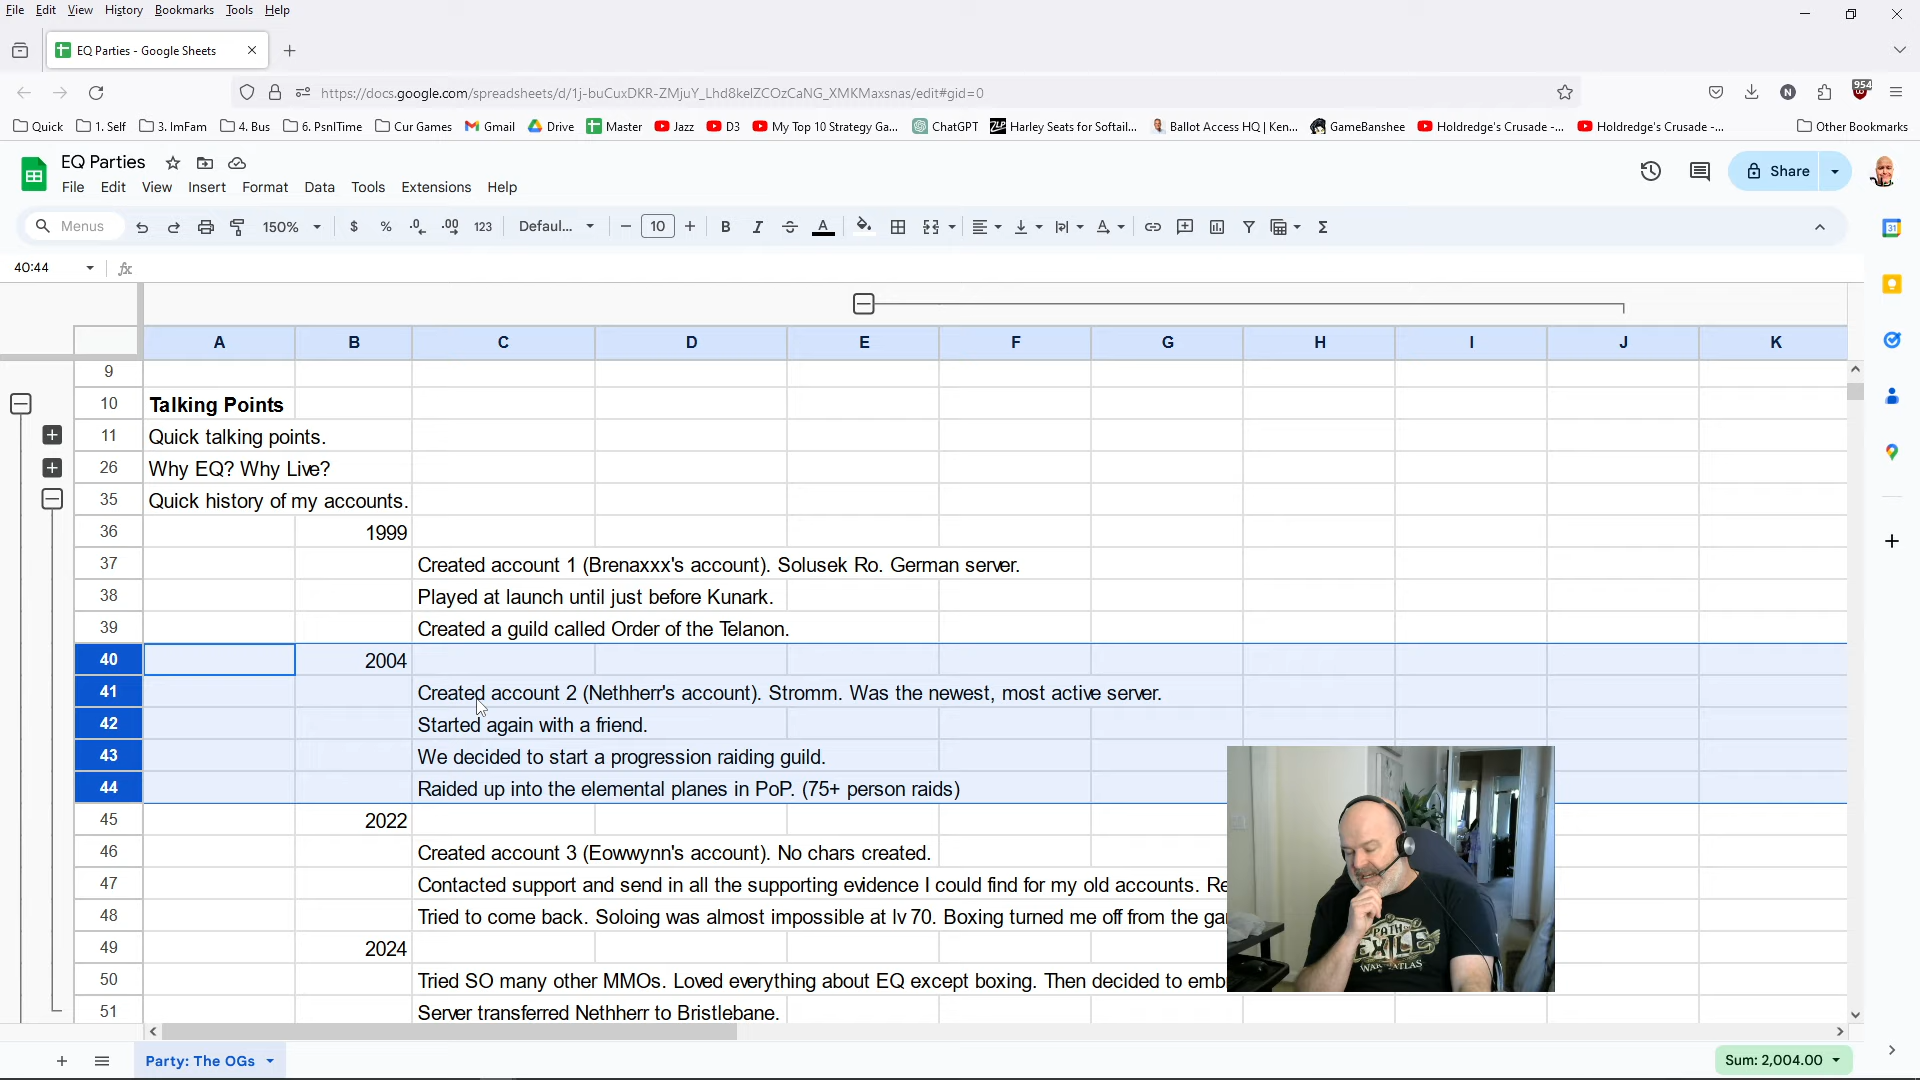 File Edit View History Bookmarks Tools Help
EQ Parties - Google Sheets
https://docs.google.com/spreadsheets/d/1j-buCuxDKR-ZMjuY_Lhd8kelZCOzCaNG_XMKMaxsnas/edit#gid=0
954
N
Quick 1. Self 3. ImFam 4. Bus 6. PsnlTime Cur Games Gmail Drive Master Jazz D3 My Top 10 Strategy Ga... ChatGPT Harley Seats for Softail... Ballot Access HQ | Ken... GameBanshee Holdredge's Crusade -... Holdredge's Crusade -... Other Bookmarks
EQ Parties
Share
File Edit View Insert Format Data Tools Extensions Help
Menus 150% $ % .0 .00 123 Defaul... 10 B I
31
40:44 fx
A B C D E F G H I J K
9
10 Talking Points
11 Quick talking points.
26 Why EQ? Why Live?
35 Quick history of my accounts.
36 1999
37 Created account 1 (Brenaxxx's account). Solusek Ro. German server.
38 Played at launch until just before Kunark.
39 Created a guild called Order of the Telanon.
40 2004
41 Created account 2 (Nethherr's account). Stromm. Was the newest, most active server.
42 Started again with a friend.
43 We decided to start a progression raiding guild.
44 Raided up into the elemental planes in PoP. (75+ person raids)
45 2022
46 Created account 3 (Eowwynn's account). No chars created.
47 Contacted support and send in all the supporting evidence I could find for my old accounts. Re
48 Tried to come back. Soloing was almost impossible at lv 70. Boxing turned me off from the ga
49 2024
50 Tried SO many other MMOs. Loved everything about EQ except boxing. Then decided to emb
51 Server transferred Nethherr to Bristlebane.
PATH OF
EXILE
WAR ATLAS
Party: The OGs
Sum: 2,004.00